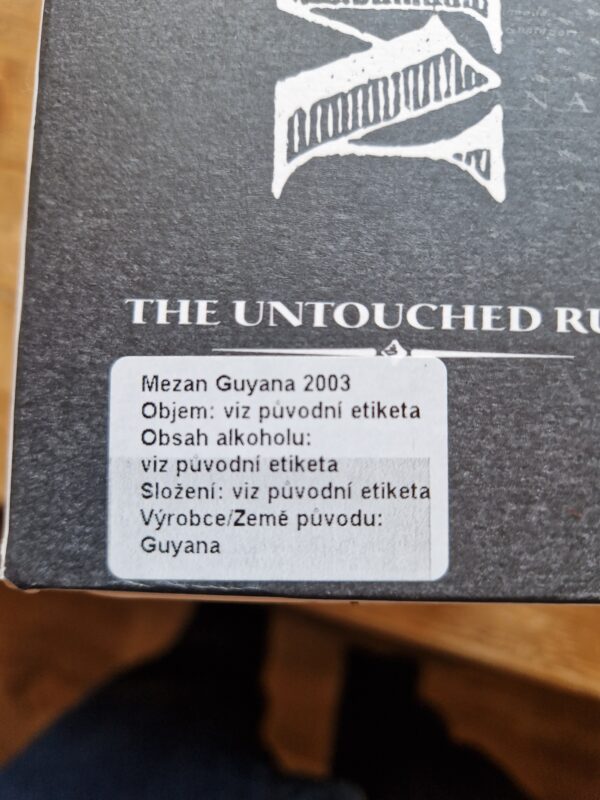 M
NA
THE UNTOUCHED RU
Mezan Guyana 2003
Objem: viz původní etiketa
Obsah alkoholu:
viz původní etiketa
Složení: viz původní etiketa
Výrobce/Země původu:
Guyana